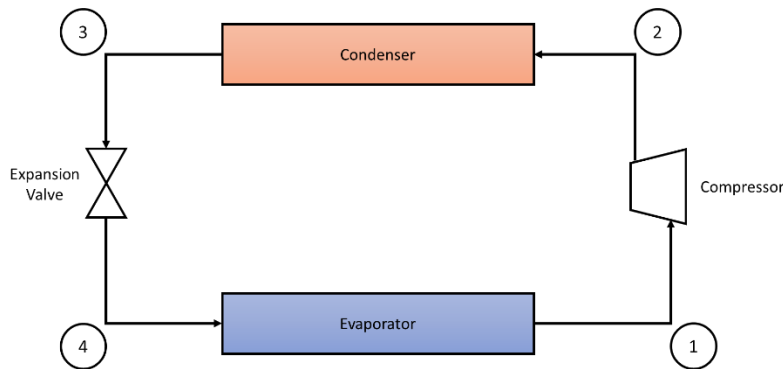 3
Condenser
2
Expansion
Valve
Compressor
4
Evaporator
1